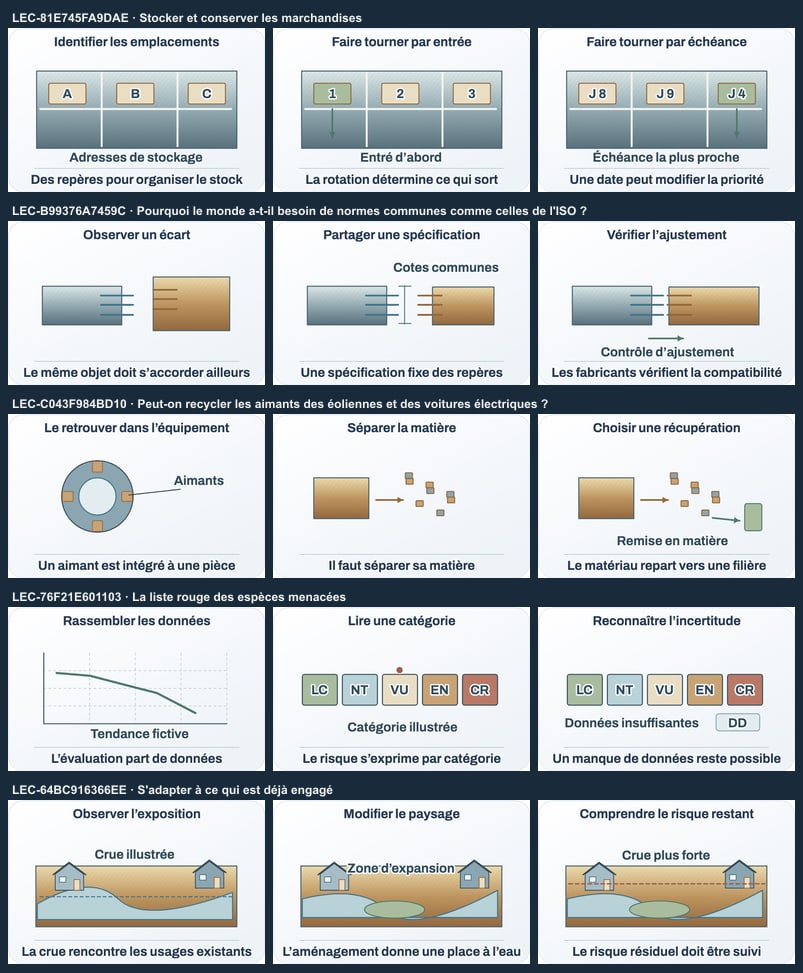 LEC-81E745FA9DAE · Stocker et conserver les marchandises
Identifier les emplacements
A B C
Adresses de stockage
Des repères pour organiser le stock
Faire tourner par entrée
1 2 3
Entré d’abord
La rotation détermine ce qui sort
Faire tourner par échéance
J 8 J 9 J 4
Échéance la plus proche
Une date peut modifier la priorité
LEC-B99376A7459C · Pourquoi le monde a-t-il besoin de normes communes comme celles de l'ISO ?
Observer un écart
Le même objet doit s’accorder ailleurs
Partager une spécification
Cotes communes
Une spécification fixe des repères
Vérifier l’ajustement
Contrôle d’ajustement
Les fabricants vérifient la compatibilité
LEC-C043F984BD10 · Peut-on recycler les aimants des éoliennes et des voitures électriques ?
Le retrouver dans l’équipement
Aimants
Un aimant est intégré à une pièce
Séparer la matière
Il faut séparer sa matière
Choisir une récupération
Remise en matière
Le matériau repart vers une filière
LEC-76F21E601103 · La liste rouge des espèces menacées
Rassembler les données
Tendance fictive
L’évaluation part de données
Lire une catégorie
LC NT VU EN CR
Catégorie illustrée
Le risque s’exprime par catégorie
Reconnaître l’incertitude
LC NT VU EN CR
Données insuffisantes DD
Un manque de données reste possible
LEC-64BC916366EE · S'adapter à ce qui est déjà engagé
Observer l’exposition
Crue illustrée
La crue rencontre les usages existants
Modifier le paysage
Zone d’expansion
L’aménagement donne une place à l’eau
Comprendre le risque restant
Crue plus forte
Le risque résiduel doit être suivi